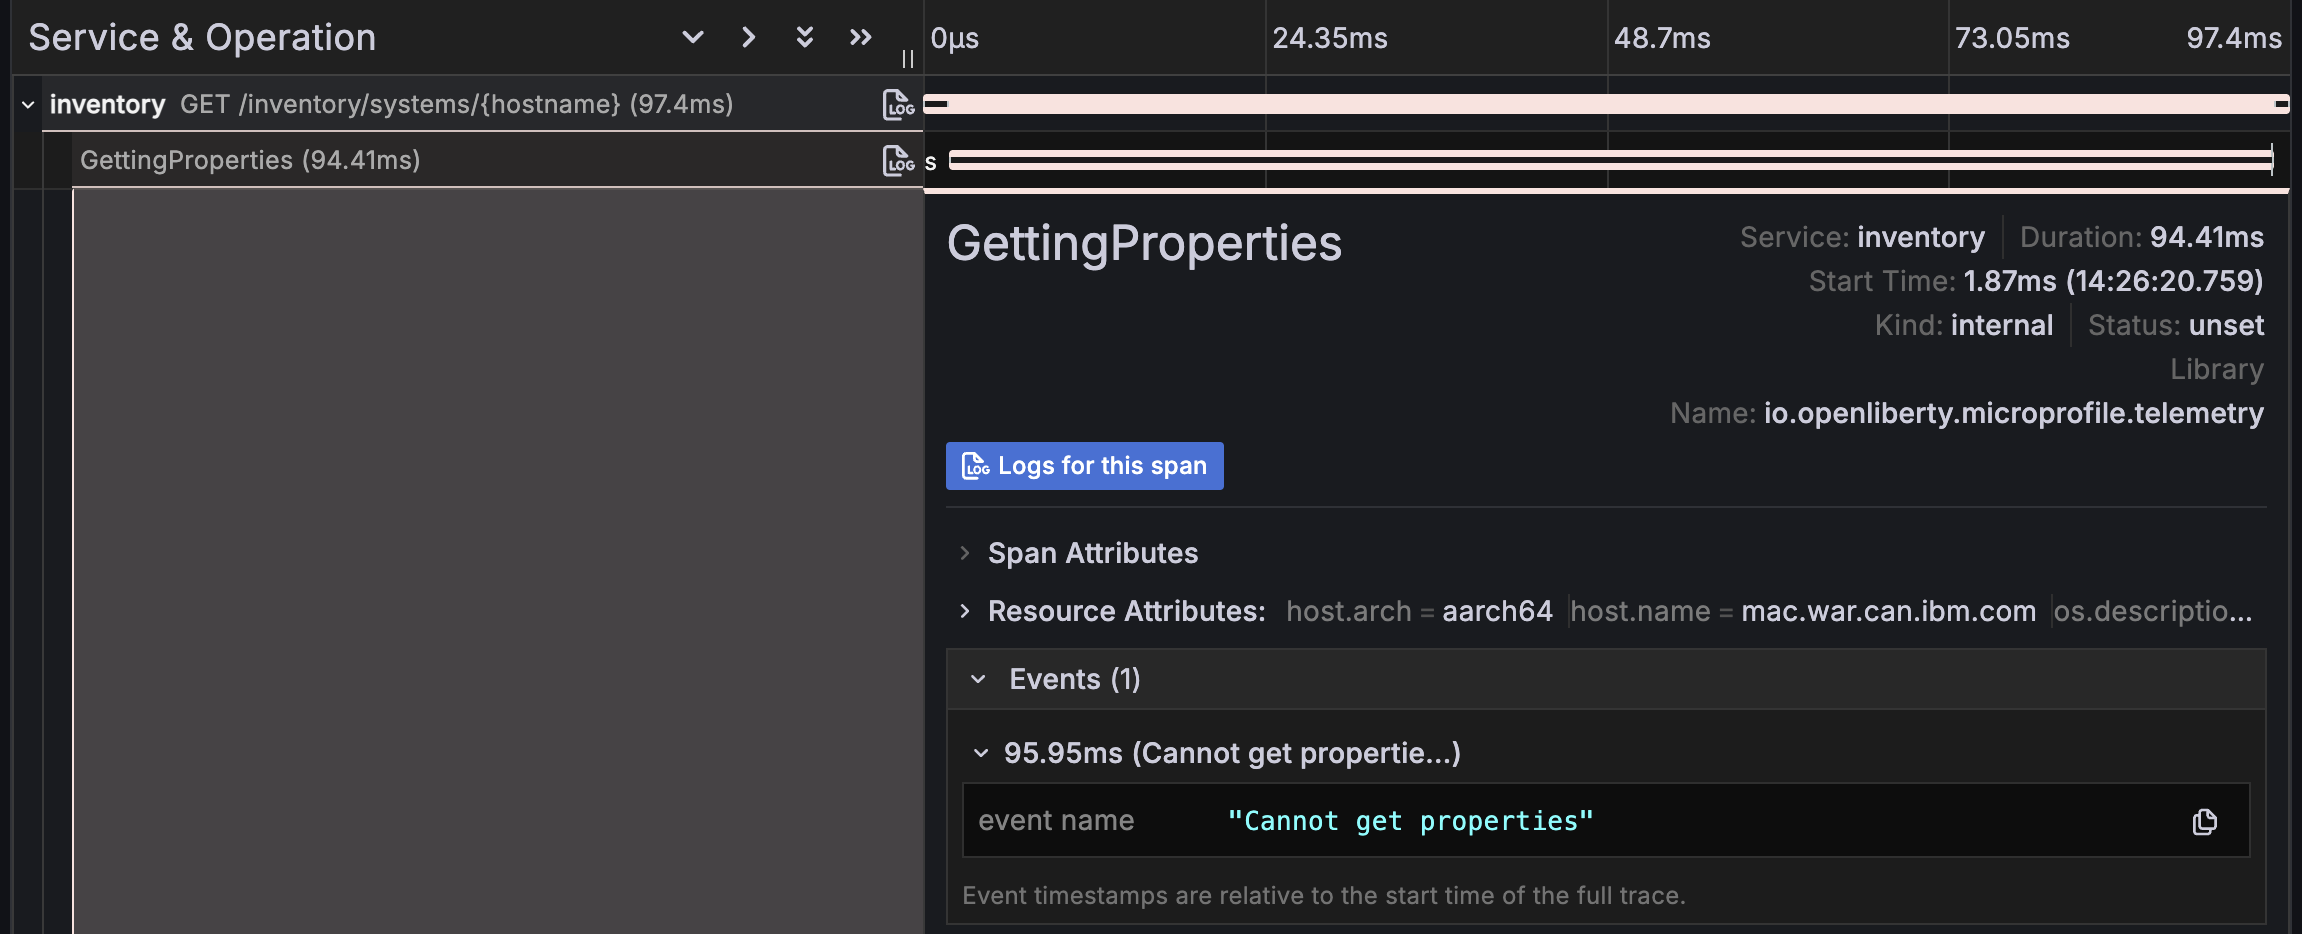 Service & Operation
0μs 24.35ms 48.7ms 73.05ms 97.4ms
inventory GET /inventory/systems/{hostname} (97.4ms) LOG
GettingProperties (94.41ms) LOG s
GettingProperties
Service: inventory Duration: 94.41ms
Start Time: 1.87ms (14:26:20.759)
Kind: internal Status: unset
Library
Name: io.openliberty.microprofile.telemetry
LOG Logs for this span
Span Attributes
Resource Attributes: host.arch = aarch64 host.name = mac.war.can.ibm.com os.descriptio...
Events (1)
95.95ms (Cannot get propertie...)
event name "Cannot get properties"
Event timestamps are relative to the start time of the full trace.